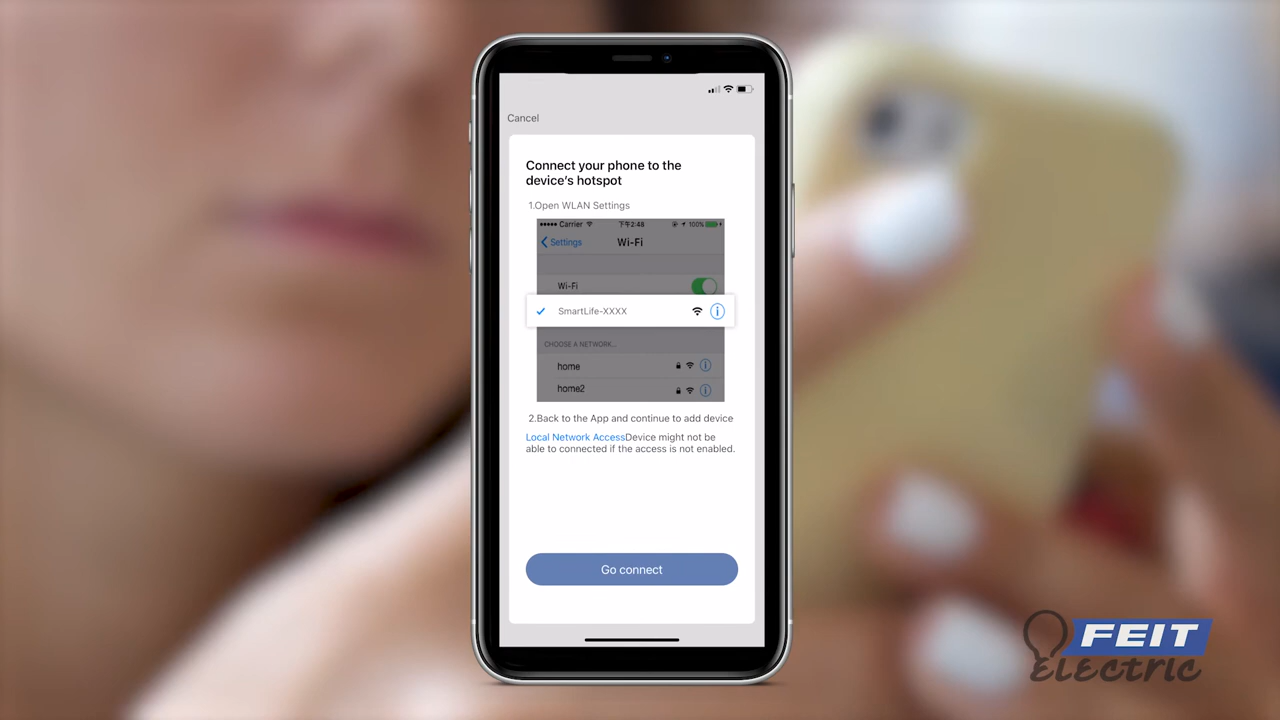 Cancel
Connect your phone to the
device's hotspot
1.Open WLAN Settings
Carrier 下午2:48 100%
Settings Wi-Fi
Wi-Fi
SmartLife-XXXX
CHOOSE A NETWORK...
home
home2
2.Back to the App and continue to add device
Local Network AccessDevice might not be
able to connected if the access is not enabled.
Go connect
FEIT
Electric